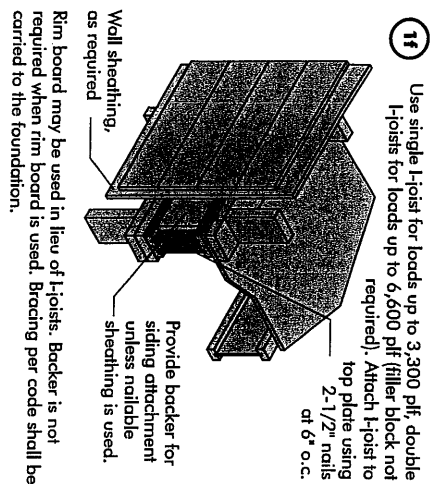 1f
Use single I-joist for loads up to 3,300 plf, double
I-joists for loads up to 6,600 plf (filler block not
required). Attach I-joist to
top plate using
2-1/2" nails
at 6" o.c.
Wall sheathing,
as required
Provide backer for
siding attachment
unless nailable
sheathing is used.
Rim board may be used in lieu of I-joists. Backer is not
required when rim board is used. Bracing per code shall be
carried to the foundation.